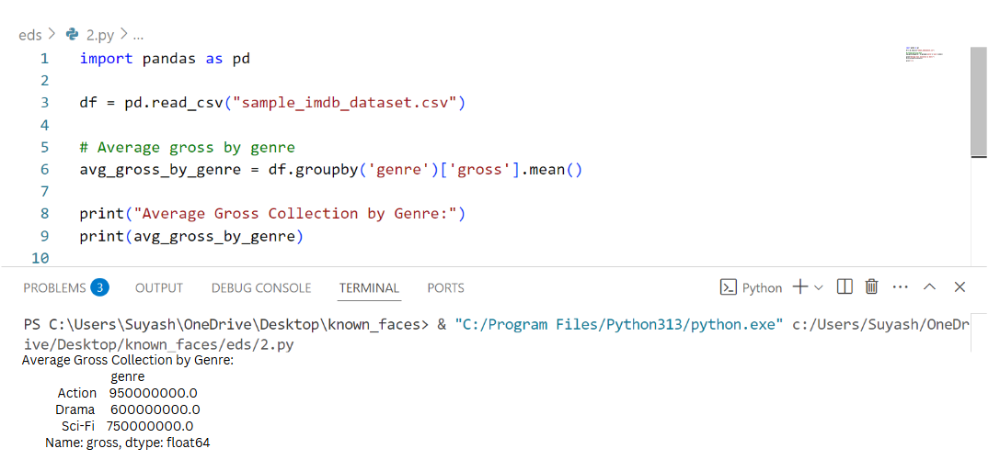 eds > 2.py > ...
1 import pandas as pd
2
3 df = pd.read_csv("sample_imdb_dataset.csv")
4
5 # Average gross by genre
6 avg_gross_by_genre = df.groupby('genre')['gross'].mean()
7
8 print("Average Gross Collection by Genre:")
9 print(avg_gross_by_genre)
10
PROBLEMS 3 OUTPUT DEBUG CONSOLE TERMINAL PORTS Python
PS C:\Users\Suyash\OneDrive\Desktop\known_faces> & "C:/Program Files/Python313/python.exe" c:/Users/Suyash/OneDr
ive/Desktop/known_faces/eds/2.py
Average Gross Collection by Genre:
genre
Action 950000000.0
Drama 600000000.0
Sci-Fi 750000000.0
Name: gross, dtype: float64